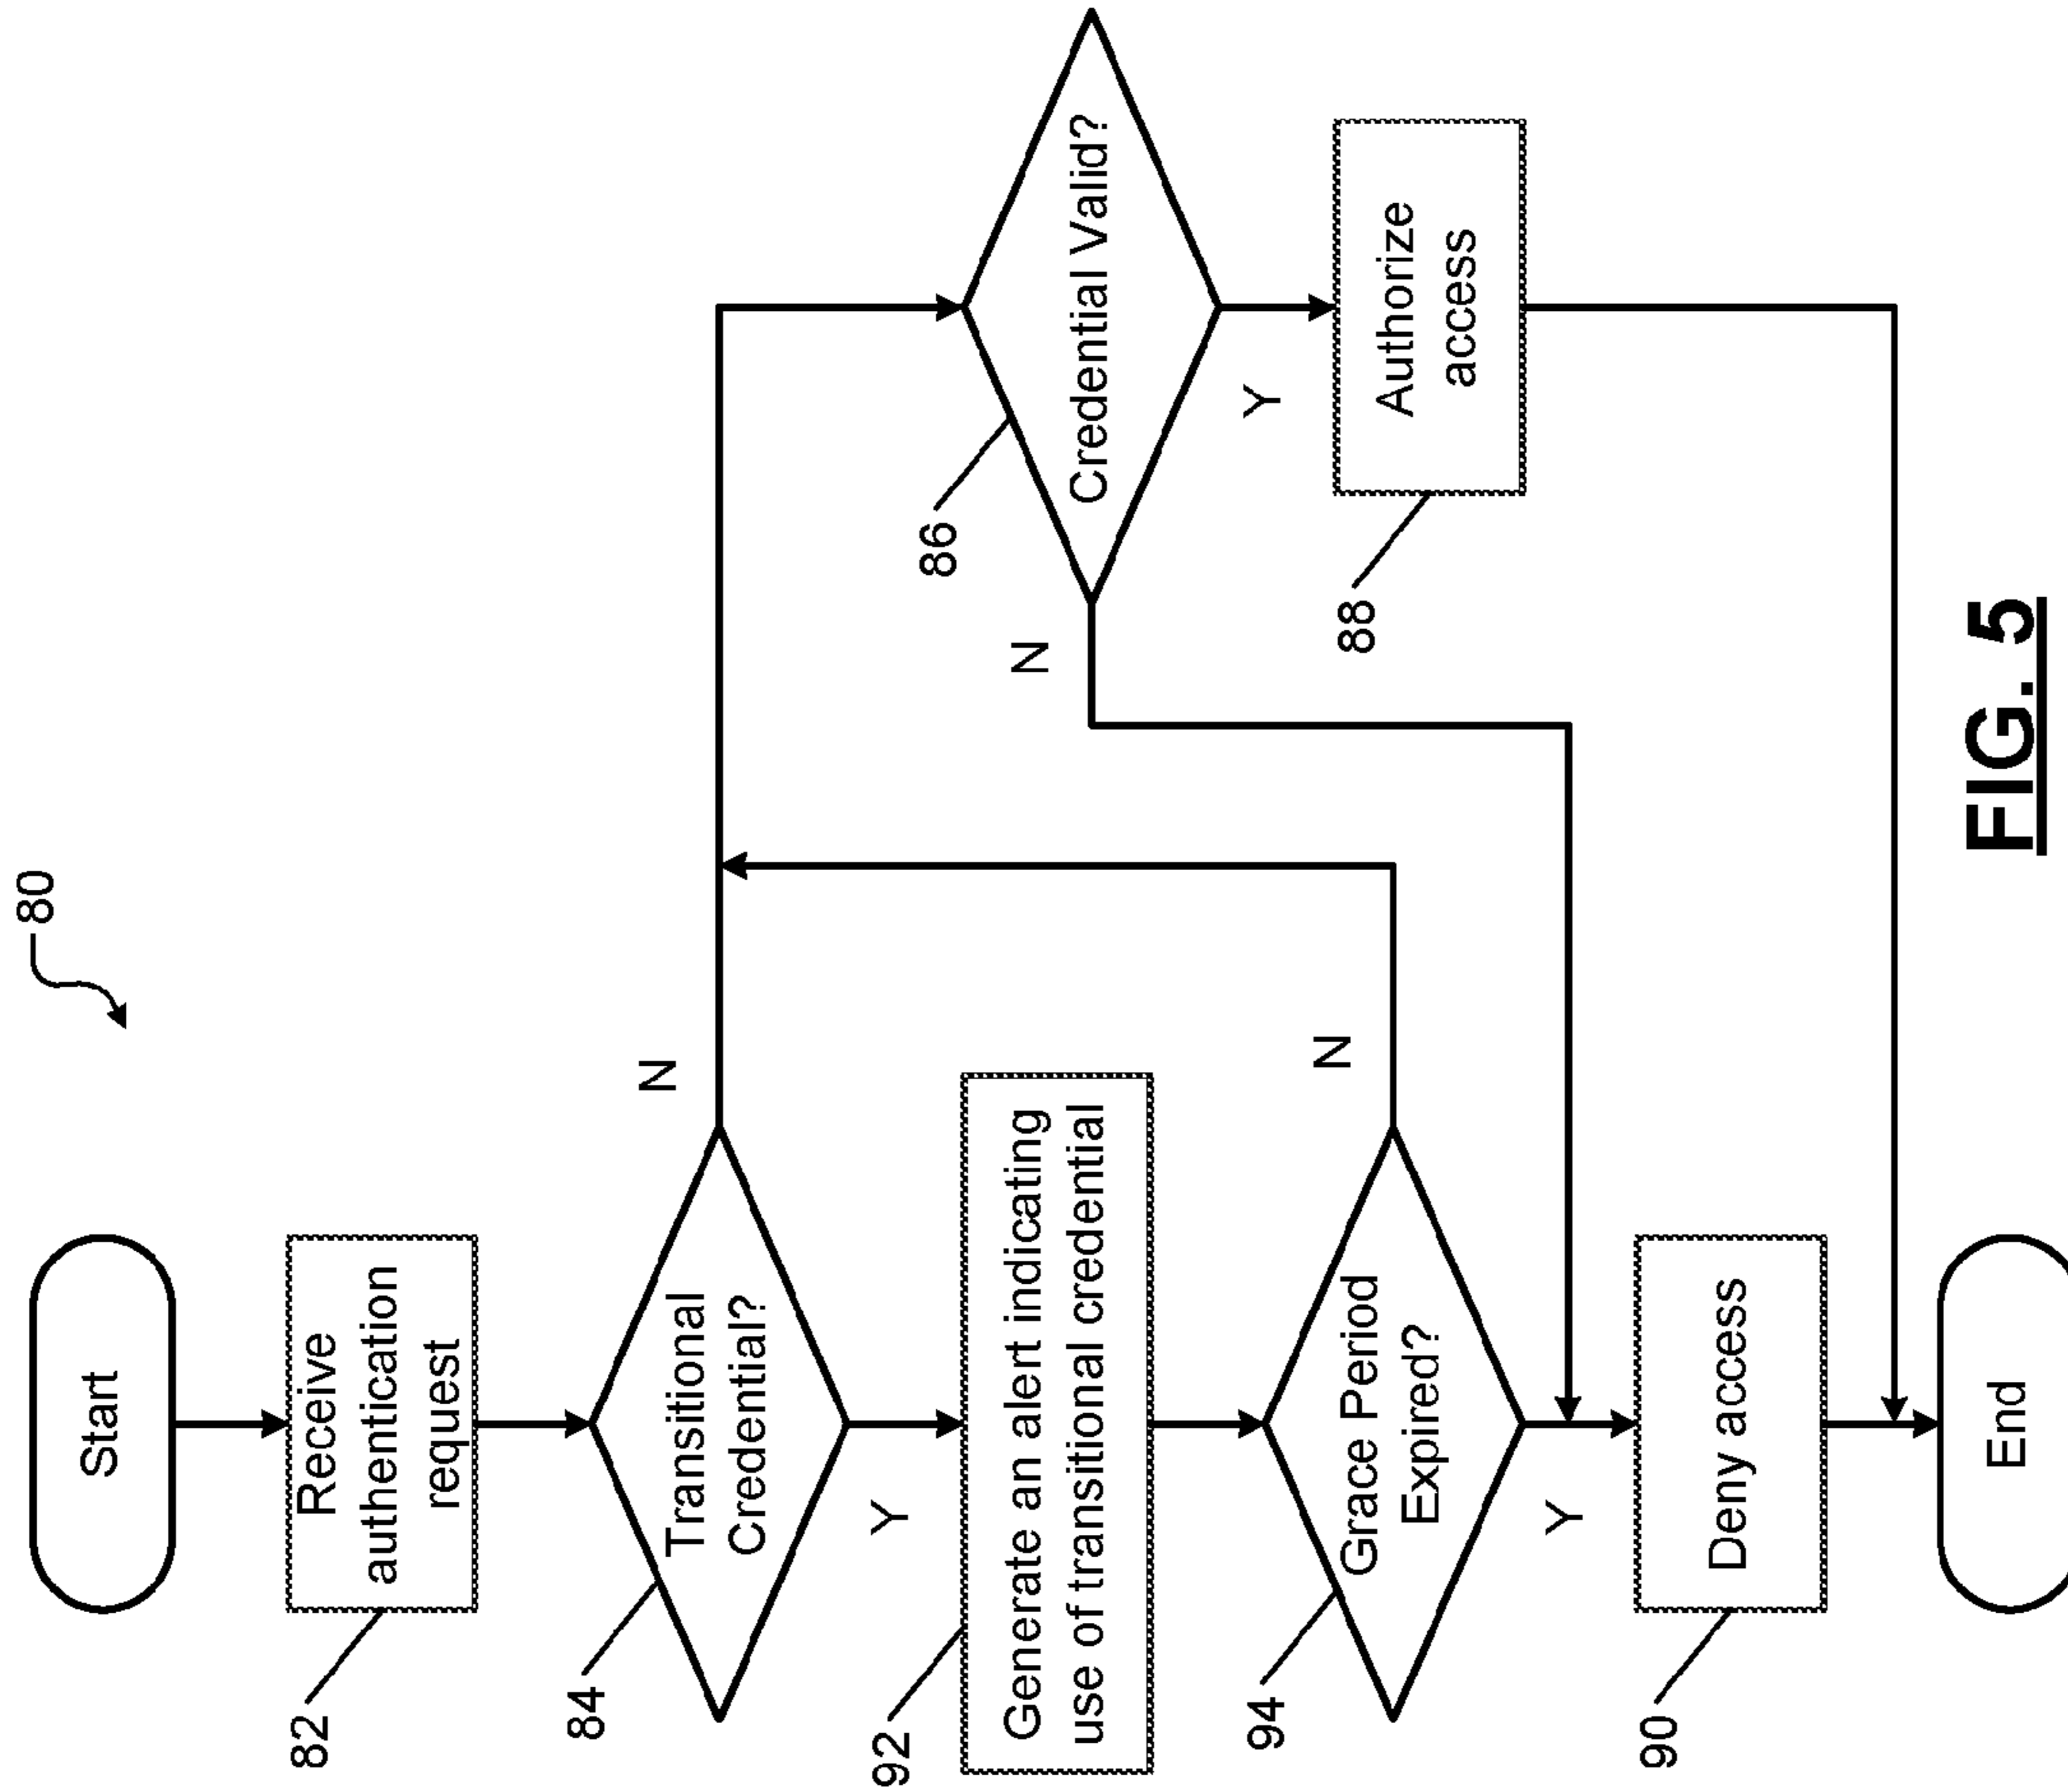 80
Start
Receive
authentication
request
82
Transitional
Credential?
84
N
Y
Credential Valid?
86
N
Y
Generate an alert indicating
use of transitional credential
92
Authorize
access
88
Grace Period
Expired?
94
N
Y
Deny access
90
End
FIG. 5